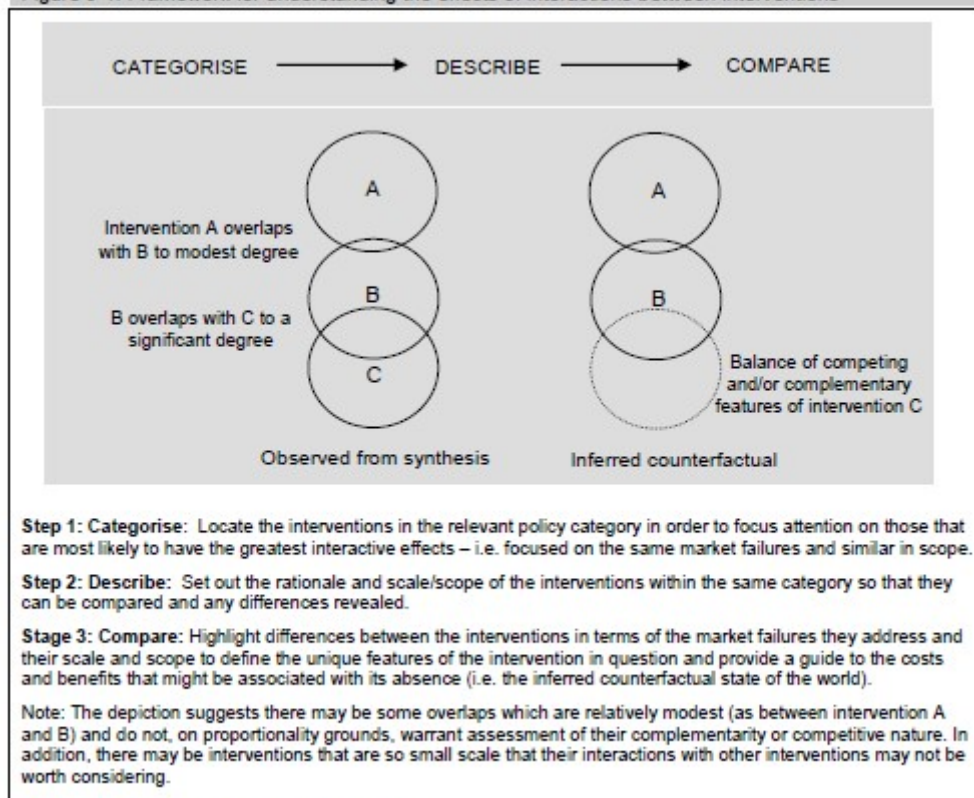 CATEGORISE DESCRIBE COMPARE
A
A
Intervention A overlaps
with B to modest degree
B
B
B overlaps with C to a
significant degree
C
Balance of competing
and/or complementary
features of intervention C
Observed from synthesis
Inferred counterfactual
Step 1: Categorise: Locate the interventions in the relevant policy category in order to focus attention on those that
are most likely to have the greatest interactive effects – i.e. focused on the same market failures and similar in scope.
Step 2: Describe: Set out the rationale and scale/scope of the interventions within the same category so that they
can be compared and any differences revealed.
Stage 3: Compare: Highlight differences between the interventions in terms of the market failures they address and
their scale and scope to define the unique features of the intervention in question and provide a guide to the costs
and benefits that might be associated with its absence (i.e. the inferred counterfactual state of the world).
Note: The depiction suggests there may be some overlaps which are relatively modest (as between intervention A
and B) and do not, on proportionality grounds, warrant assessment of their complementarity or competitive nature. In
addition, there may be interventions that are so small scale that their interactions with other interventions may not be
worth considering.